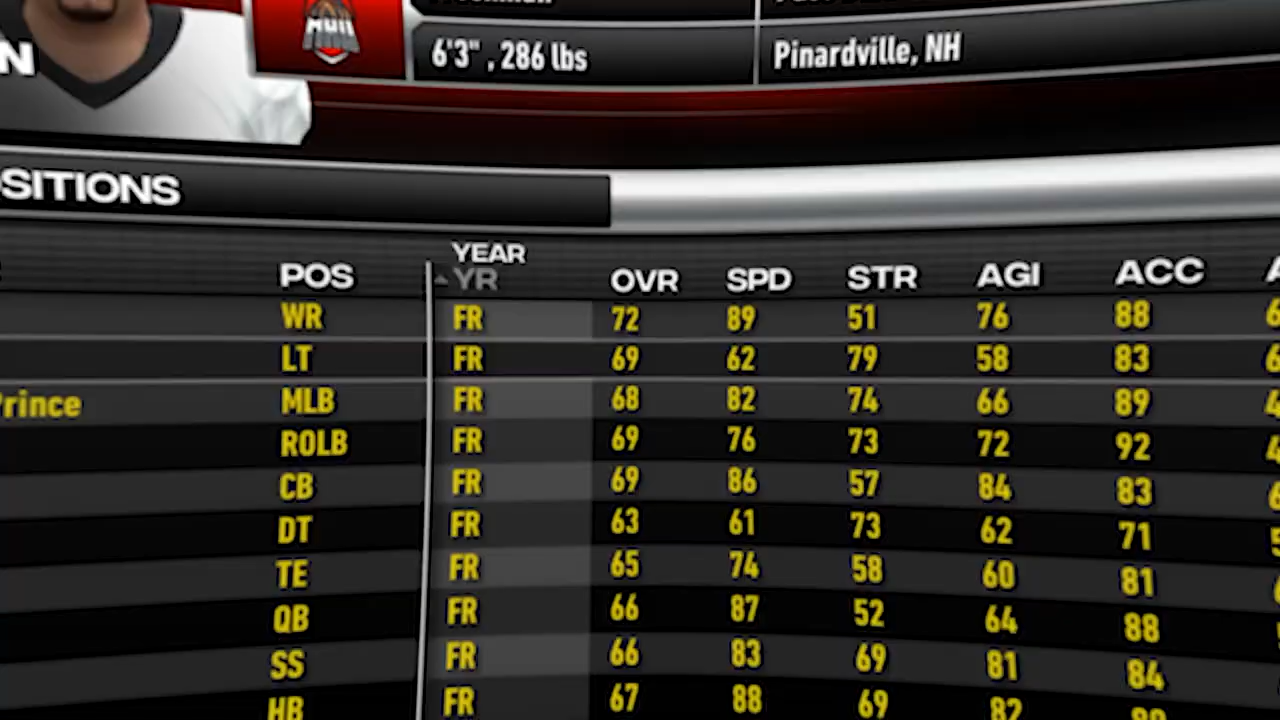 N
6'3" , 286 lbs
Pinardville, NH
SITIONS
POS YEAR YR OVR SPD STR AGI ACC
WR FR 72 89 51 76 88
LT FR 69 62 79 58 83
Prince MLB FR 68 82 74 66 89
ROLB FR 69 76 73 72 92
CB FR 69 86 57 84 83
DT FR 63 61 73 62 71
TE FR 65 74 58 60 81
QB FR 66 87 52 64 88
SS FR 66 83 69 81 84
HB FR 67 88 69 82